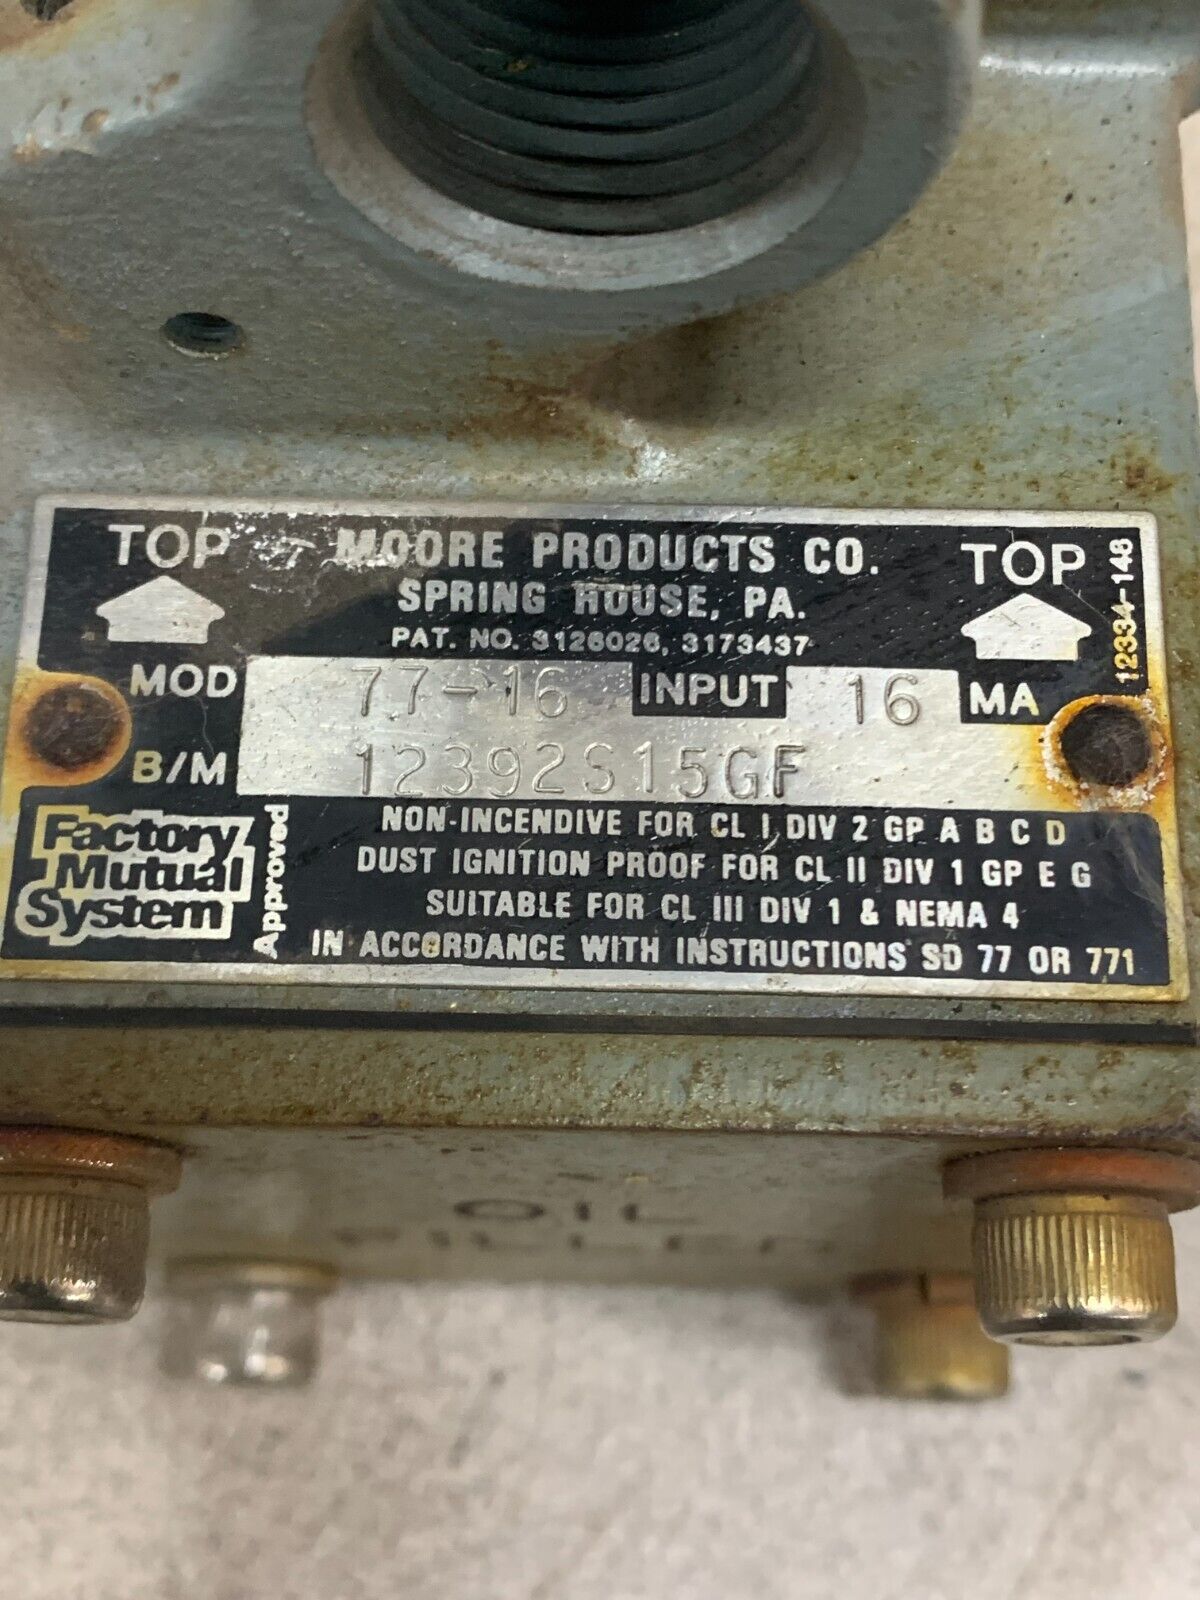 TOP MOORE PRODUCTS CO. TOP
SPRING HOUSE, PA.
PAT. NO. 3126026, 3173437
12334-148
MOD 77-16 INPUT 16 MA
B/M 12392S15GF
Factory
Mutual
System
Approved
NON-INCENDIVE FOR CL I DIV 2 GP A B C D
DUST IGNITION PROOF FOR CL II DIV 1 GP E G
SUITABLE FOR CL III DIV 1 & NEMA 4
IN ACCORDANCE WITH INSTRUCTIONS SD 77 OR 771
OIL
FILLED